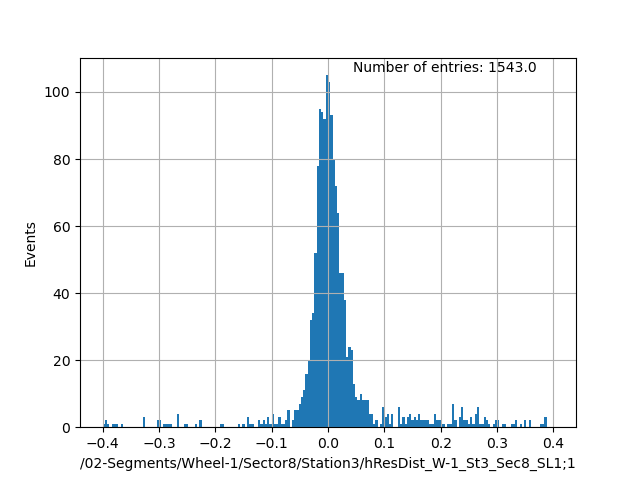 Number of entries: 1543.0
Events
100
80
60
40
20
0
−0.4 −0.3 −0.2 −0.1 0.0 0.1 0.2 0.3 0.4
/02-Segments/Wheel-1/Sector8/Station3/hResDist_W-1_St3_Sec8_SL1;1